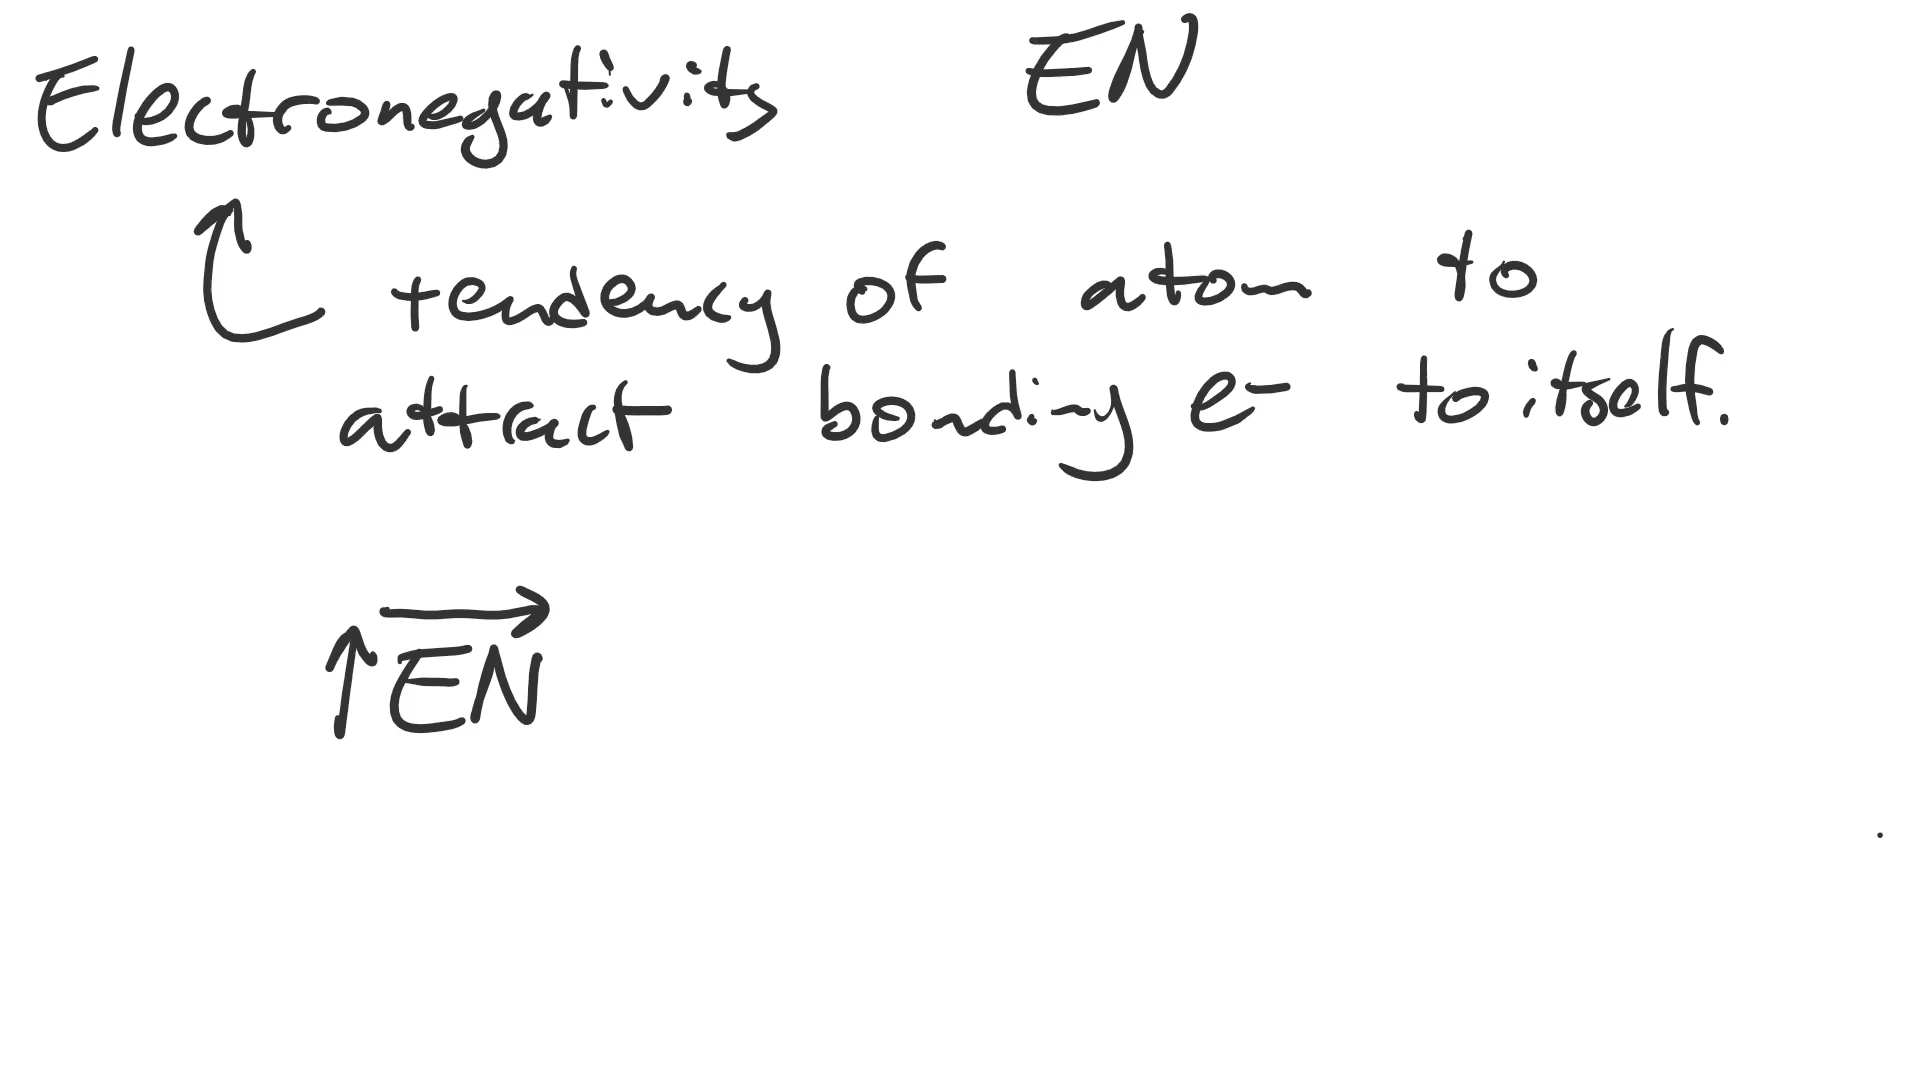 Electronegativity EN
tendency of atom to
attract bonding e- to itself.
↑EN